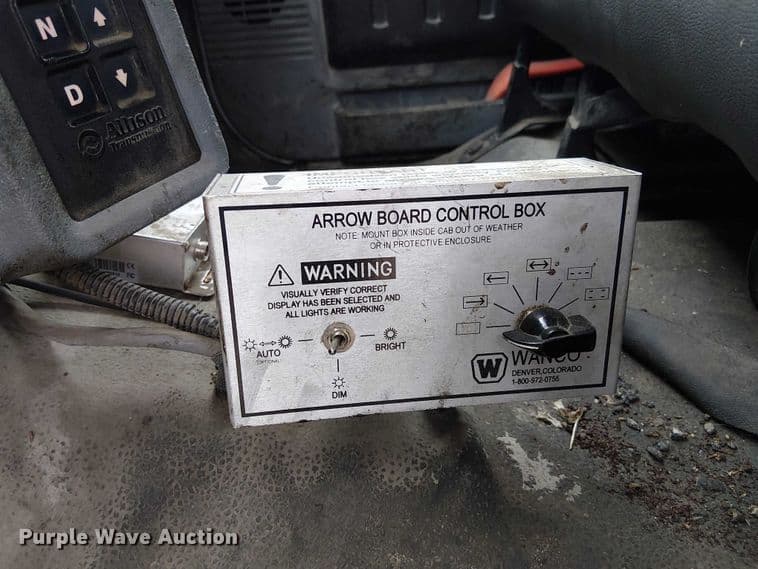 N
D
Allison
Transmission
ARROW BOARD CONTROL BOX
NOTE: MOUNT BOX INSIDE CAB OUT OF WEATHER
OR IN PROTECTIVE ENCLOSURE
WARNING
VISUALLY VERIFY CORRECT
DISPLAY HAS BEEN SELECTED AND
ALL LIGHTS ARE WORKING
AUTO
(OPTIONAL)
BRIGHT
DIM
W
WANCO
DENVER, COLORADO
1-800-972-0755
Purple Wave Auction